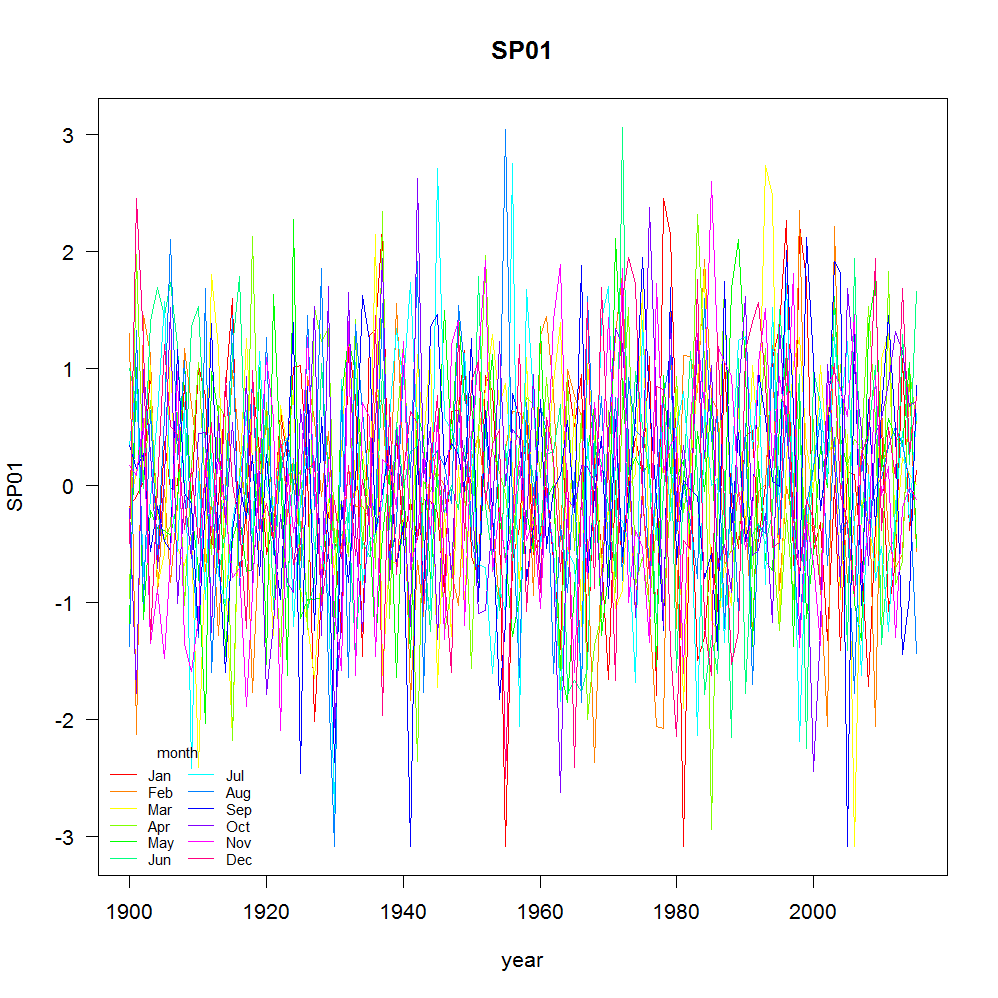 SP01
3
2
1
0
-1
-2
-3
SP01
month
Jan Jul
Feb Aug
Mar Sep
Apr Oct
May Nov
Jun Dec
1900 1920 1940 1960 1980 2000
year